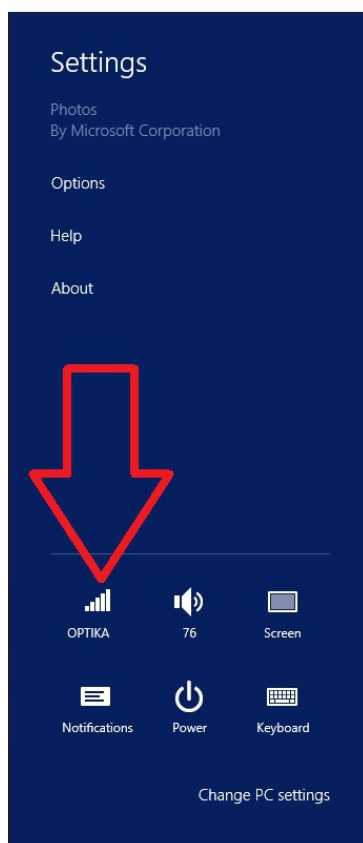 Settings
Photos
By Microsoft Corporation
Options
Help
About
OPTIKA
76
Screen
Notifications
Power
Keyboard
Change PC settings